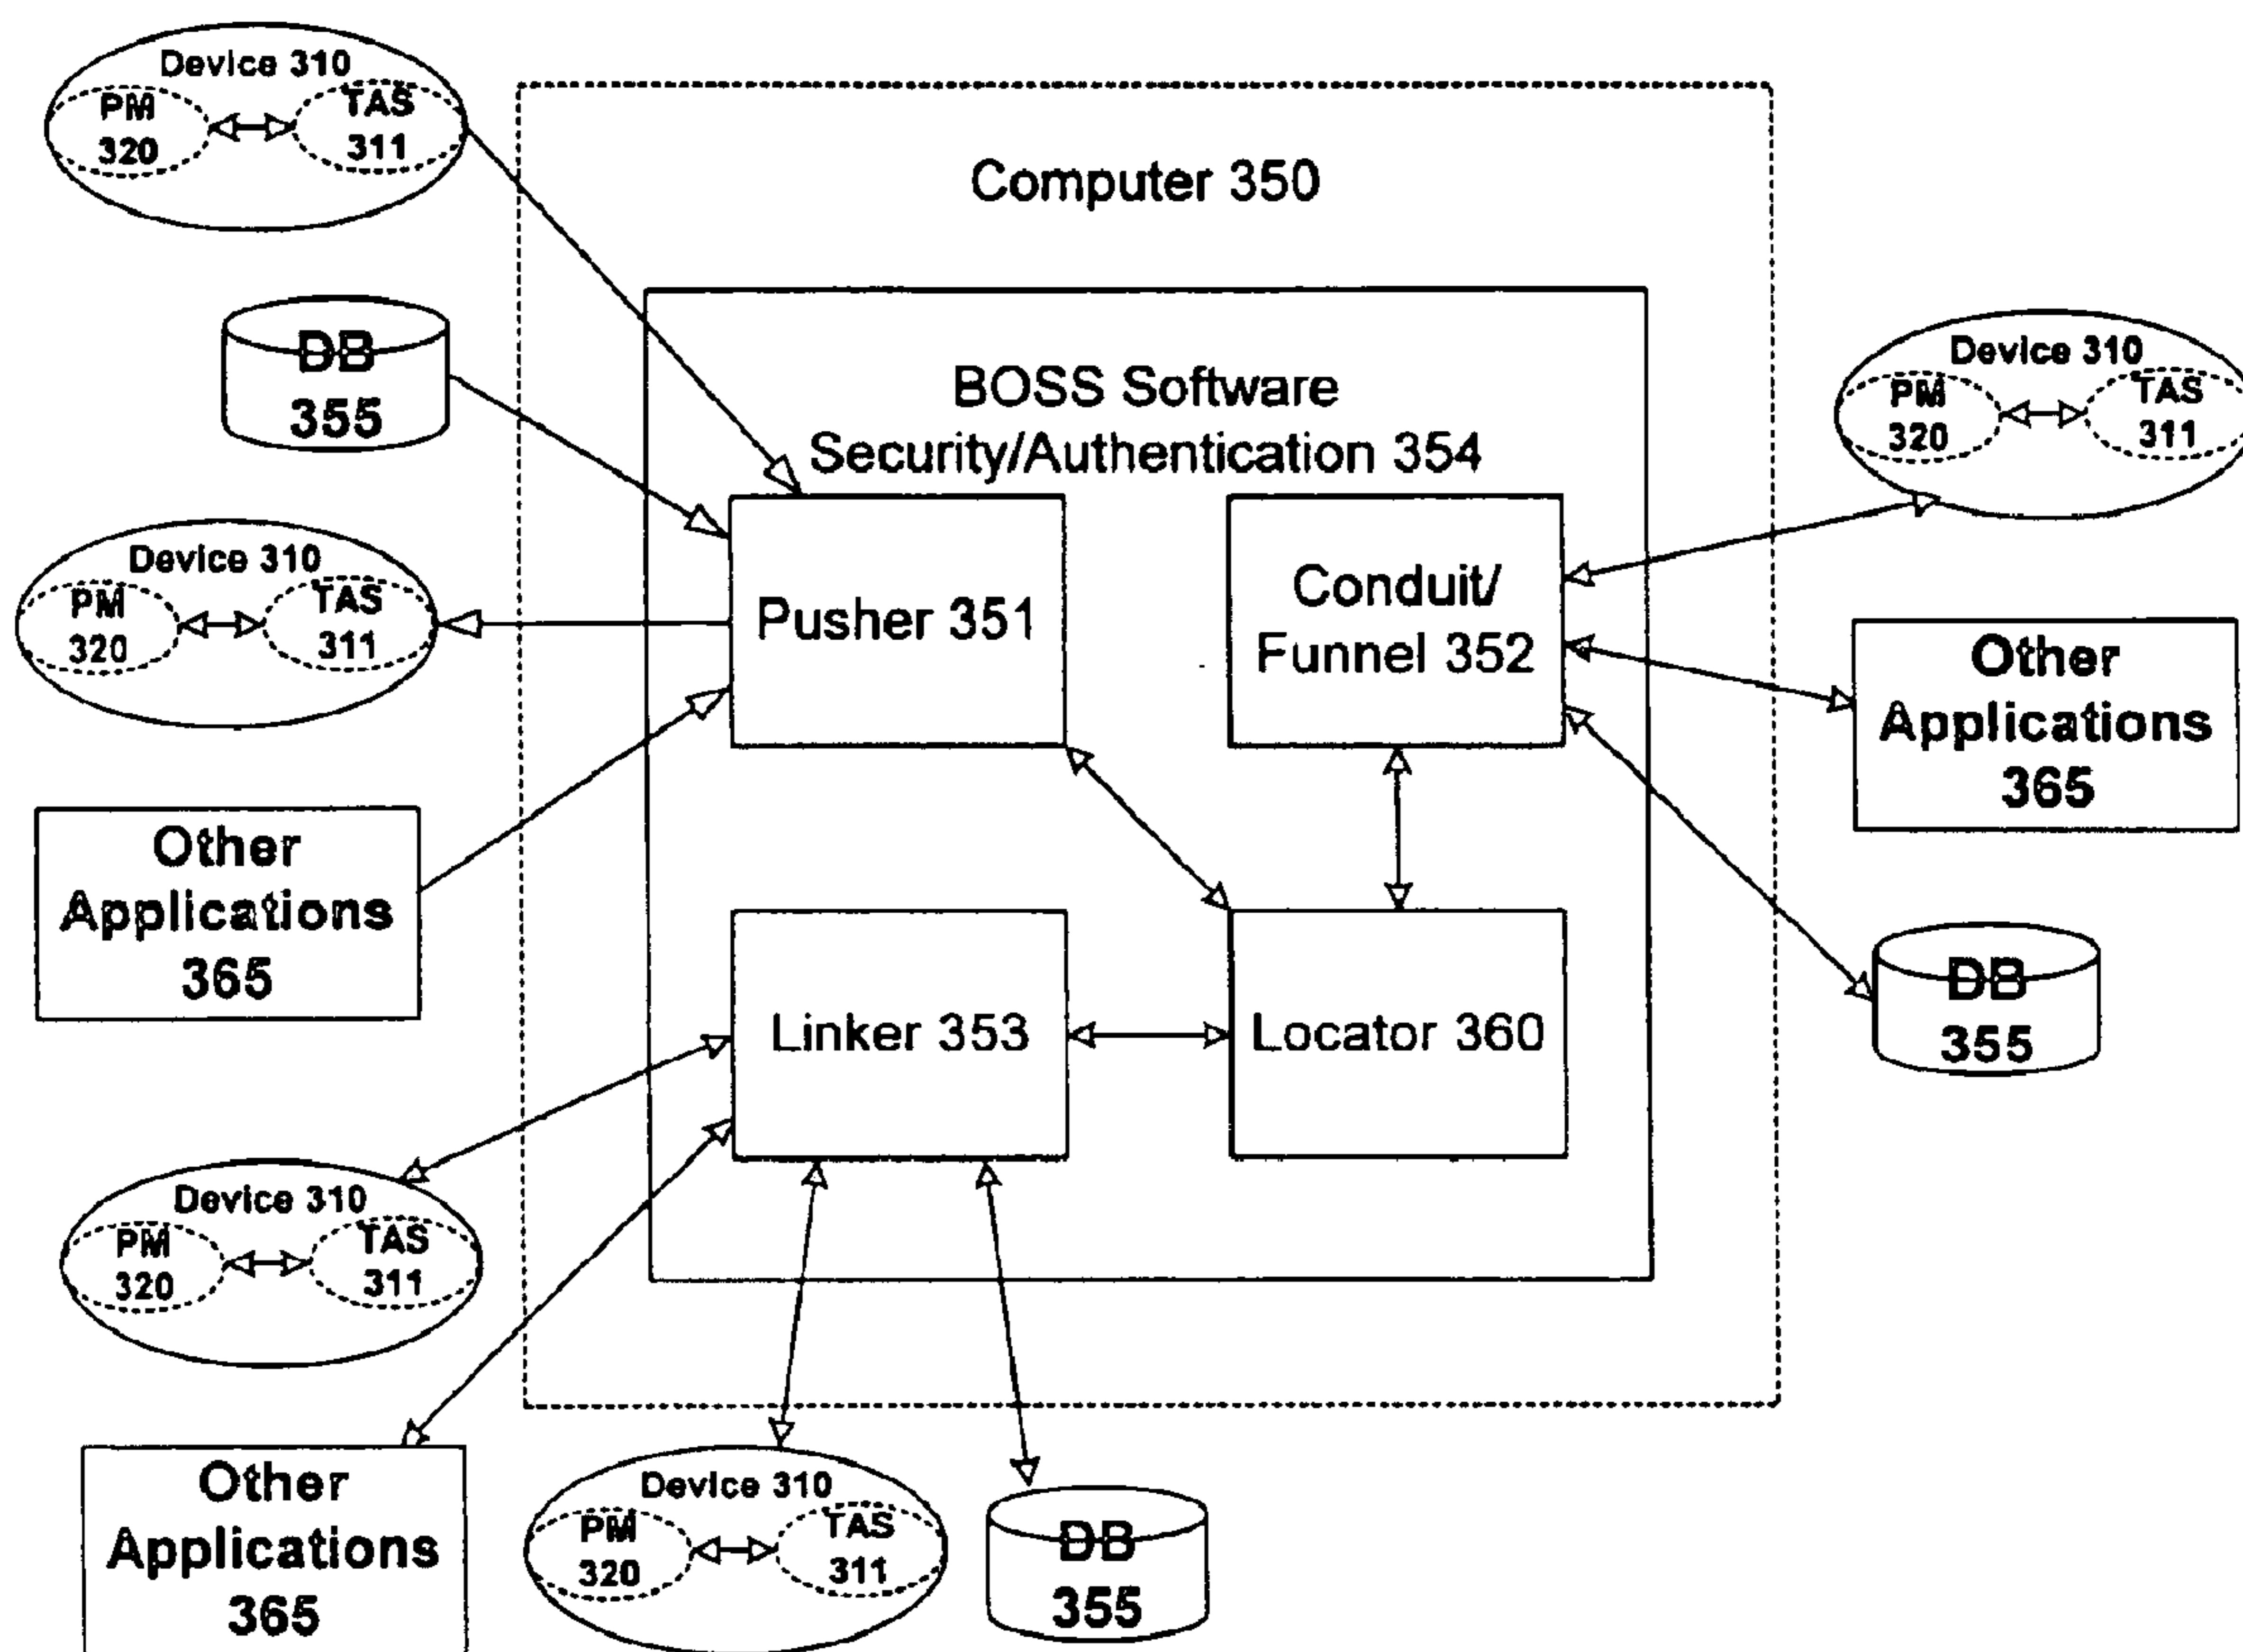 Device 310
PM
320
TAS
311
Computer 350
DB
355
BOSS Software
Security/Authentication 354
Device 310
PM
320
TAS
311
Device 310
PM
320
TAS
311
Pusher 351
Conduit/
Funnel 352
Other
Applications
365
Other
Applications
365
Linker 353
Locator 360
DB
355
Device 310
PM
320
TAS
311
Other
Applications
365
Device 310
PM
320
TAS
311
DB
355